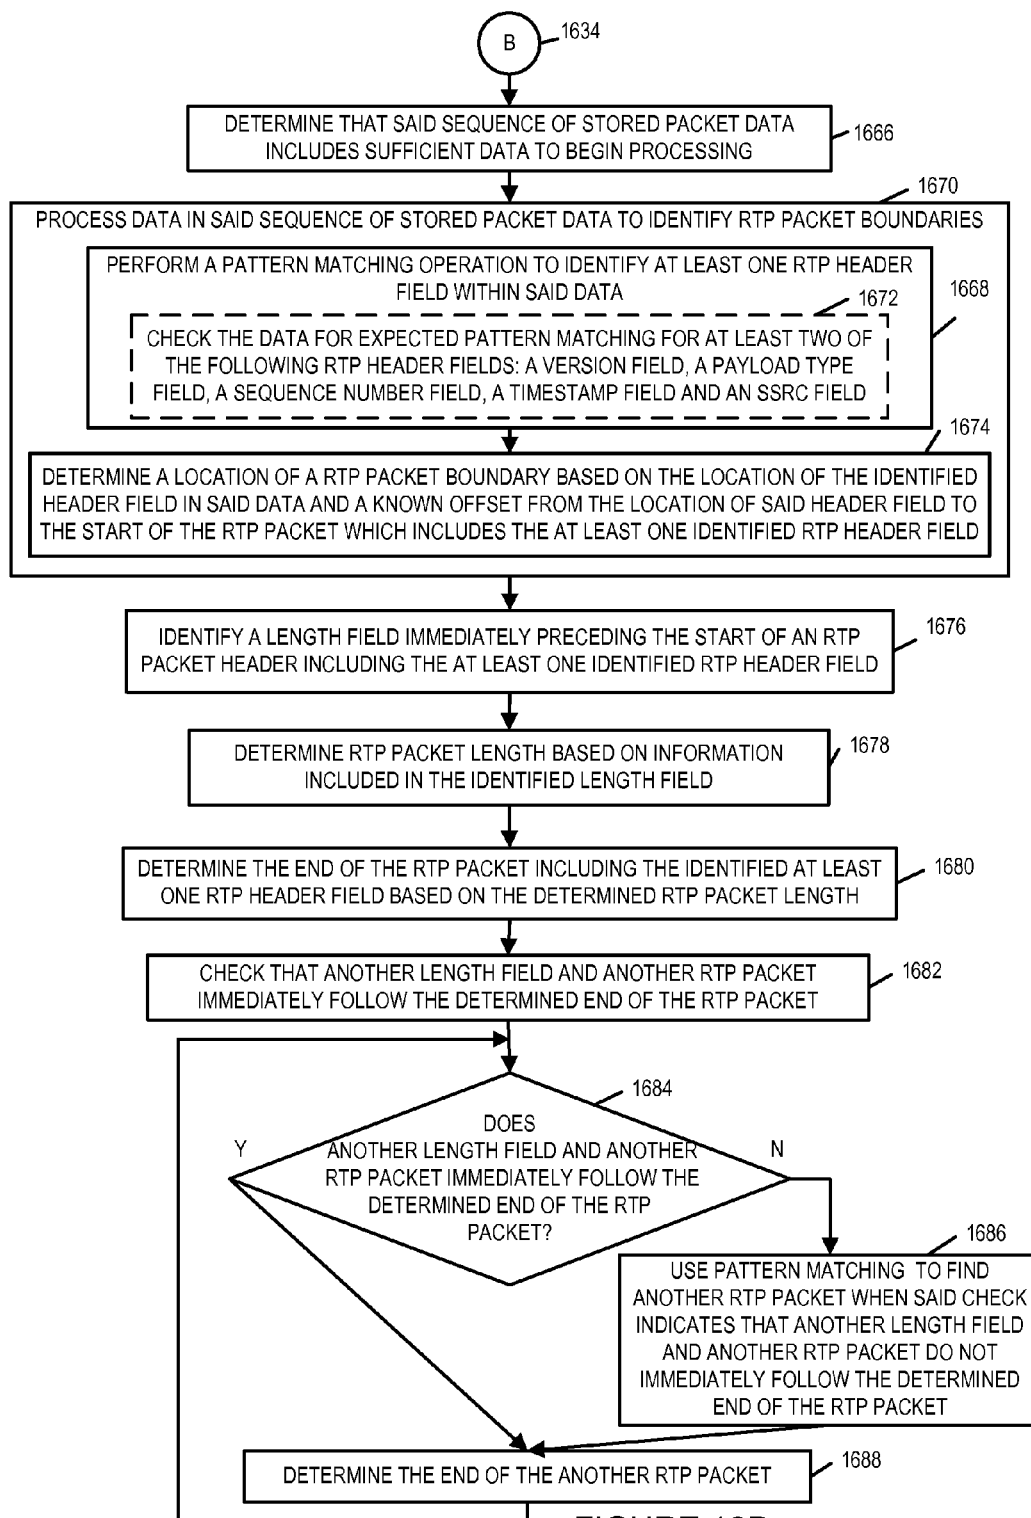 B
1634
DETERMINE THAT SAID SEQUENCE OF STORED PACKET DATA
INCLUDES SUFFICIENT DATA TO BEGIN PROCESSING
1666
1670
PROCESS DATA IN SAID SEQUENCE OF STORED PACKET DATA TO IDENTIFY RTP PACKET BOUNDARIES
PERFORM A PATTERN MATCHING OPERATION TO IDENTIFY AT LEAST ONE RTP HEADER
FIELD WITHIN SAID DATA
1668
1672
CHECK THE DATA FOR EXPECTED PATTERN MATCHING FOR AT LEAST TWO OF
THE FOLLOWING RTP HEADER FIELDS: A VERSION FIELD, A PAYLOAD TYPE
FIELD, A SEQUENCE NUMBER FIELD, A TIMESTAMP FIELD AND AN SSRC FIELD
1674
DETERMINE A LOCATION OF A RTP PACKET BOUNDARY BASED ON THE LOCATION OF THE IDENTIFIED
HEADER FIELD IN SAID DATA AND A KNOWN OFFSET FROM THE LOCATION OF SAID HEADER FIELD TO
THE START OF THE RTP PACKET WHICH INCLUDES THE AT LEAST ONE IDENTIFIED RTP HEADER FIELD
IDENTIFY A LENGTH FIELD IMMEDIATELY PRECEDING THE START OF AN RTP
PACKET HEADER INCLUDING THE AT LEAST ONE IDENTIFIED RTP HEADER FIELD
1676
DETERMINE RTP PACKET LENGTH BASED ON INFORMATION
INCLUDED IN THE IDENTIFIED LENGTH FIELD
1678
DETERMINE THE END OF THE RTP PACKET INCLUDING THE IDENTIFIED AT LEAST
ONE RTP HEADER FIELD BASED ON THE DETERMINED RTP PACKET LENGTH
1680
CHECK THAT ANOTHER LENGTH FIELD AND ANOTHER RTP PACKET
IMMEDIATELY FOLLOW THE DETERMINED END OF THE RTP PACKET
1682
1684
DOES
ANOTHER LENGTH FIELD AND ANOTHER
RTP PACKET IMMEDIATELY FOLLOW THE
DETERMINED END OF THE RTP
PACKET?
Y
N
1686
USE PATTERN MATCHING TO FIND
ANOTHER RTP PACKET WHEN SAID CHECK
INDICATES THAT ANOTHER LENGTH FIELD
AND ANOTHER RTP PACKET DO NOT
IMMEDIATELY FOLLOW THE DETERMINED
END OF THE RTP PACKET
DETERMINE THE END OF THE ANOTHER RTP PACKET
1688